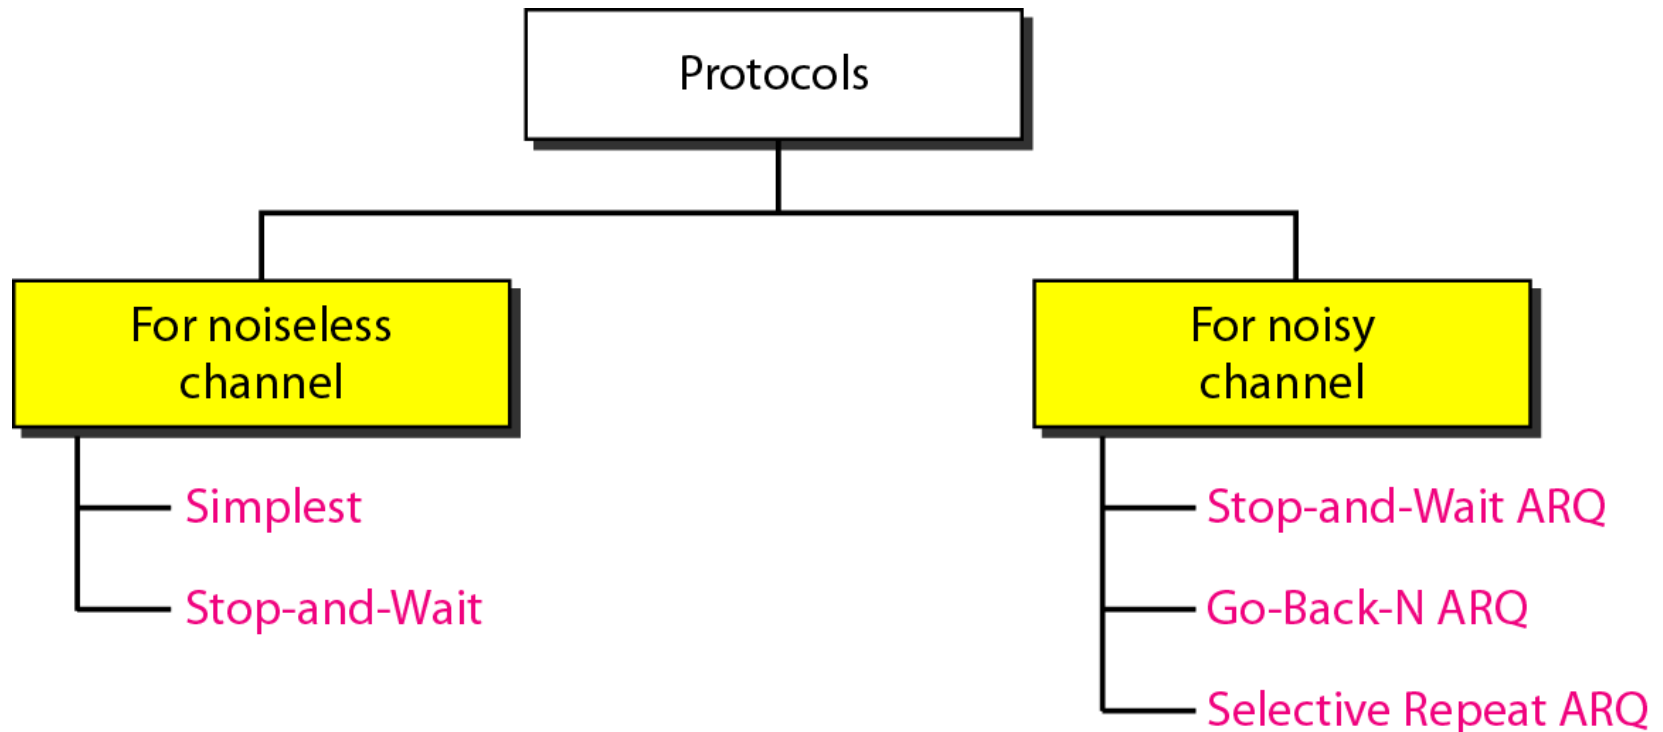 Protocols
For noiseless
channel
Simplest
Stop-and-Wait
For noisy
channel
Stop-and-Wait ARQ
Go-Back-N ARQ
Selective Repeat ARQ